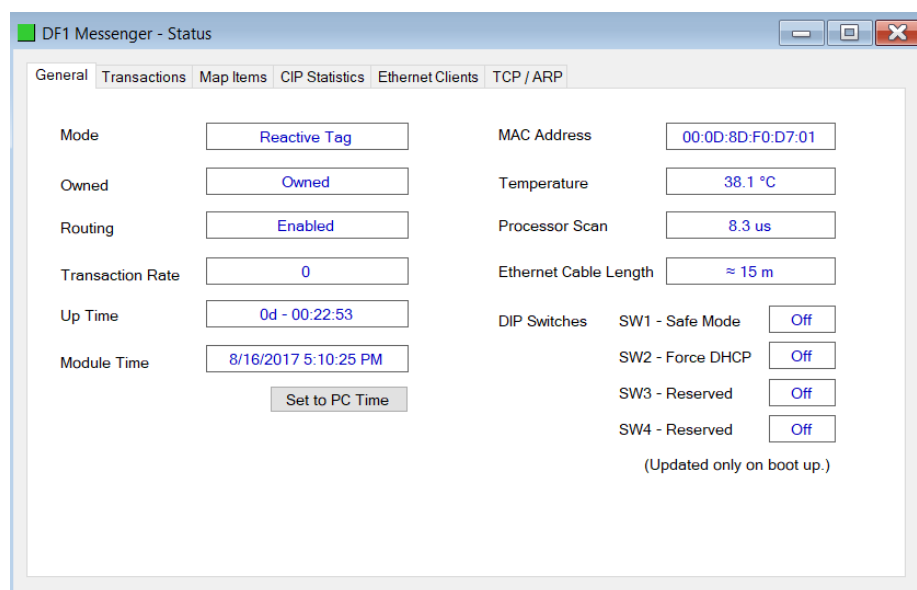 DF1 Messenger - Status
General Transactions Map Items CIP Statistics Ethernet Clients TCP / ARP
Mode Reactive Tag
Owned Owned
Routing Enabled
Transaction Rate 0
Up Time 0d - 00:22:53
Module Time 8/16/2017 5:10:25 PM
Set to PC Time
MAC Address 00:0D:8D:F0:D7:01
Temperature 38.1 °C
Processor Scan 8.3 us
Ethernet Cable Length ≈ 15 m
DIP Switches SW1 - Safe Mode Off
SW2 - Force DHCP Off
SW3 - Reserved Off
SW4 - Reserved Off
(Updated only on boot up.)